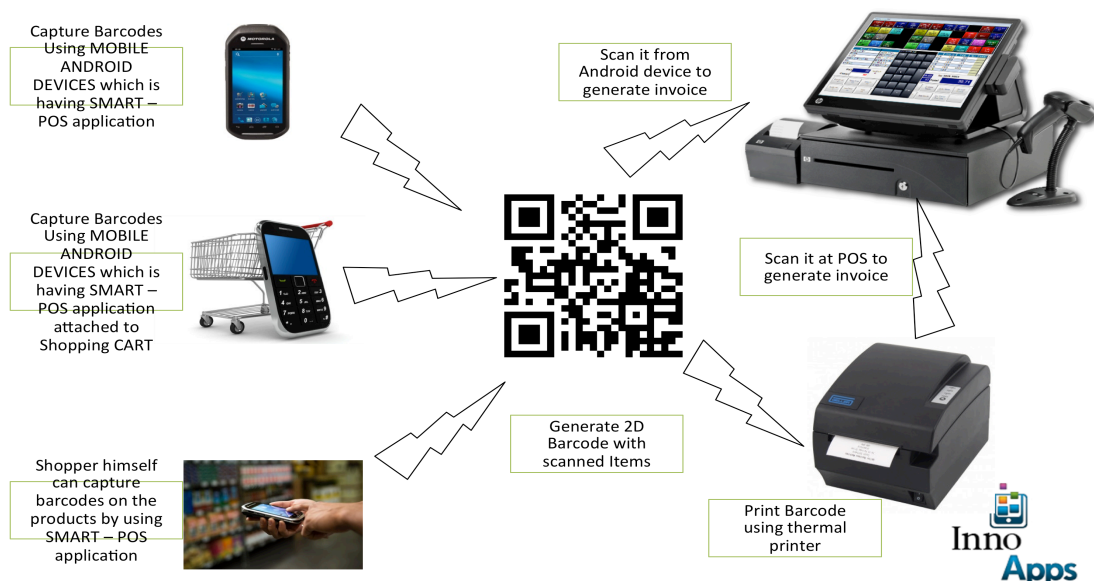 Capture Barcodes
Using MOBILE
ANDROID
DEVICES which is
having SMART –
POS application
MOTOROLA
Scan it from
Android device to
generate invoice
Capture Barcodes
Using MOBILE
ANDROID
DEVICES which is
having SMART –
POS application
attached to
Shopping CART
Scan it at POS to
generate invoice
Generate 2D
Barcode with
scanned Items
Shopper himself
can capture
barcodes on the
products by using
SMART – POS
application
Print Barcode
using thermal
printer
Inno
Apps